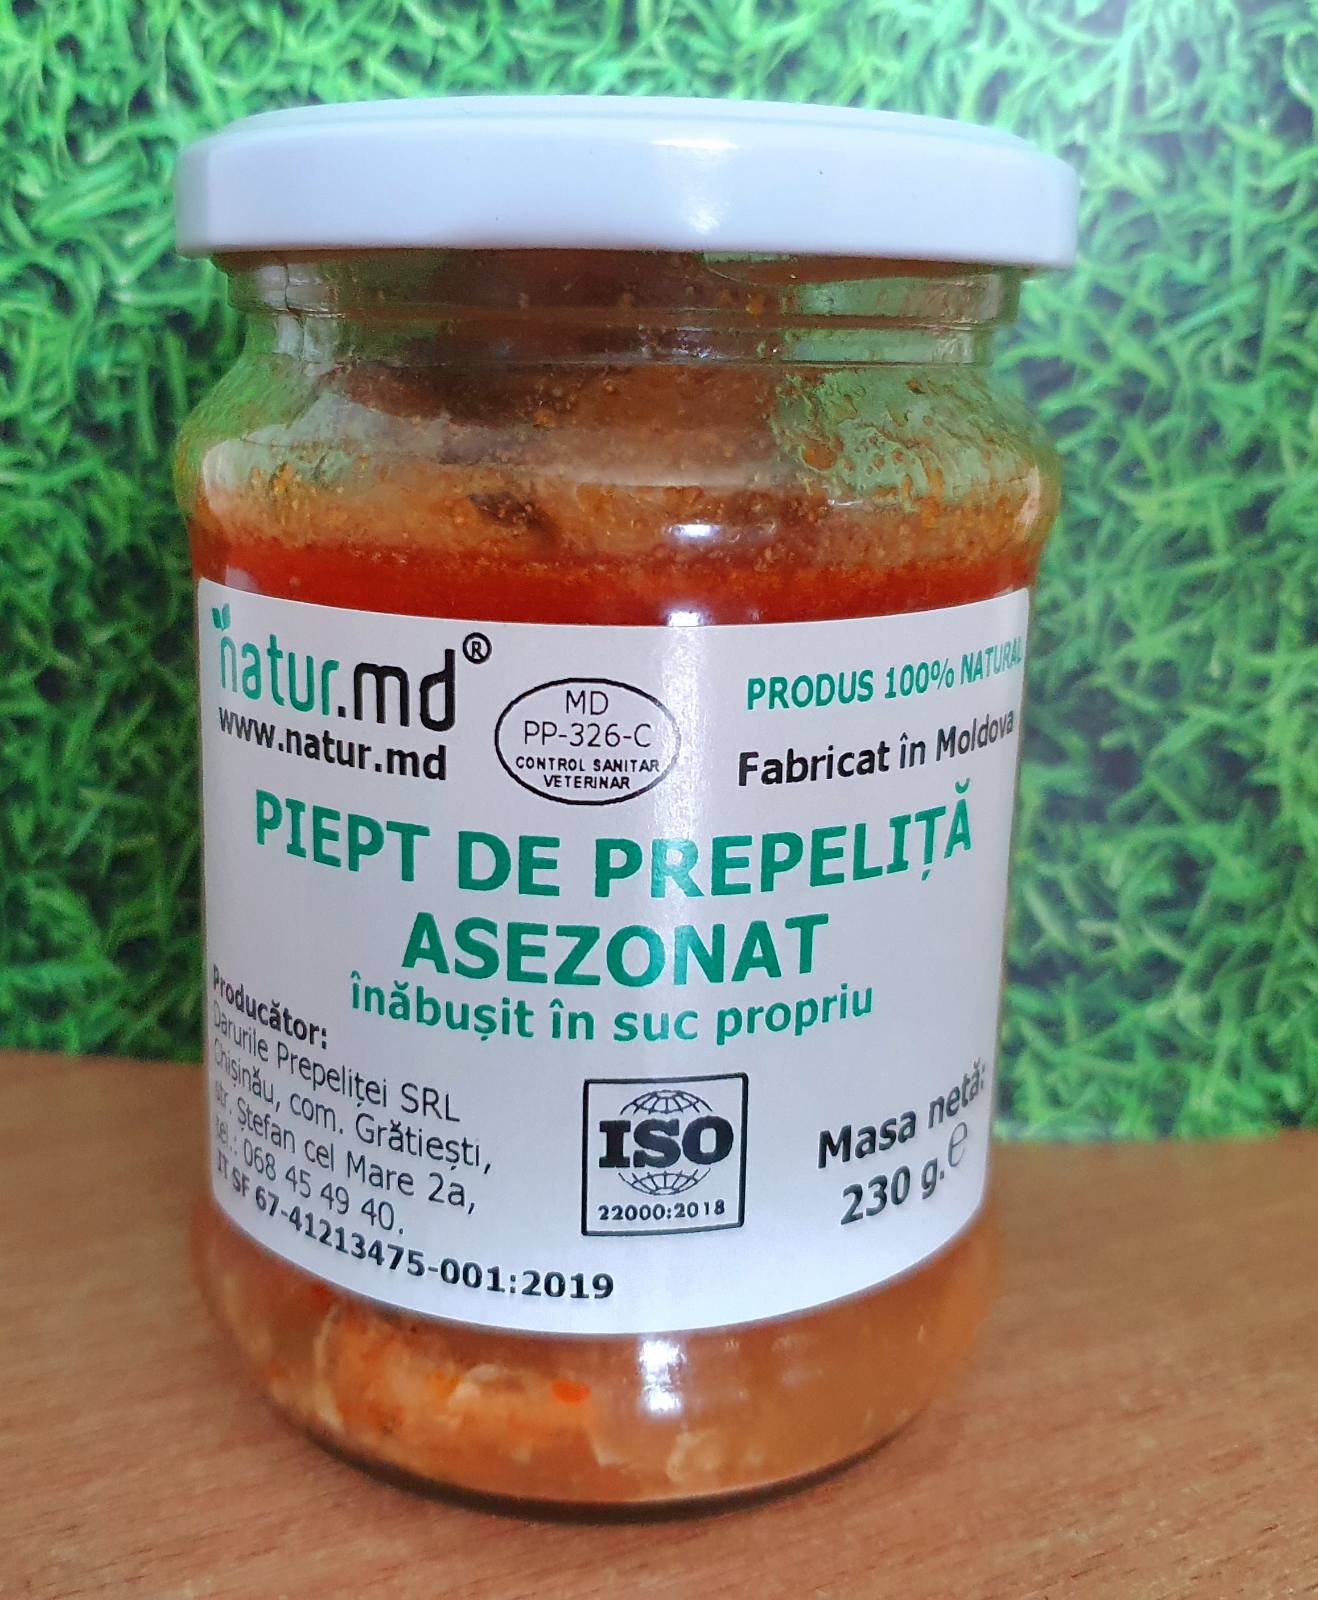 natur.md®
www.natur.md
MD
PP-326-C
CONTROL SANITAR
VETERINAR
PRODUS 100% NATURAL
Fabricat în Moldova
PIEPT DE PREPELIȚĂ
ASEZONAT
înăbușit în suc propriu
Producător:
Darurile Prepeliței SRL
Chișinău, com. Grătiești,
str. Ștefan cel Mare 2a,
tel.: 068 45 49 40.
IT SF 67-41213475-001:2019
ISO
22000:2018
Masa netă:
230 g. ℮